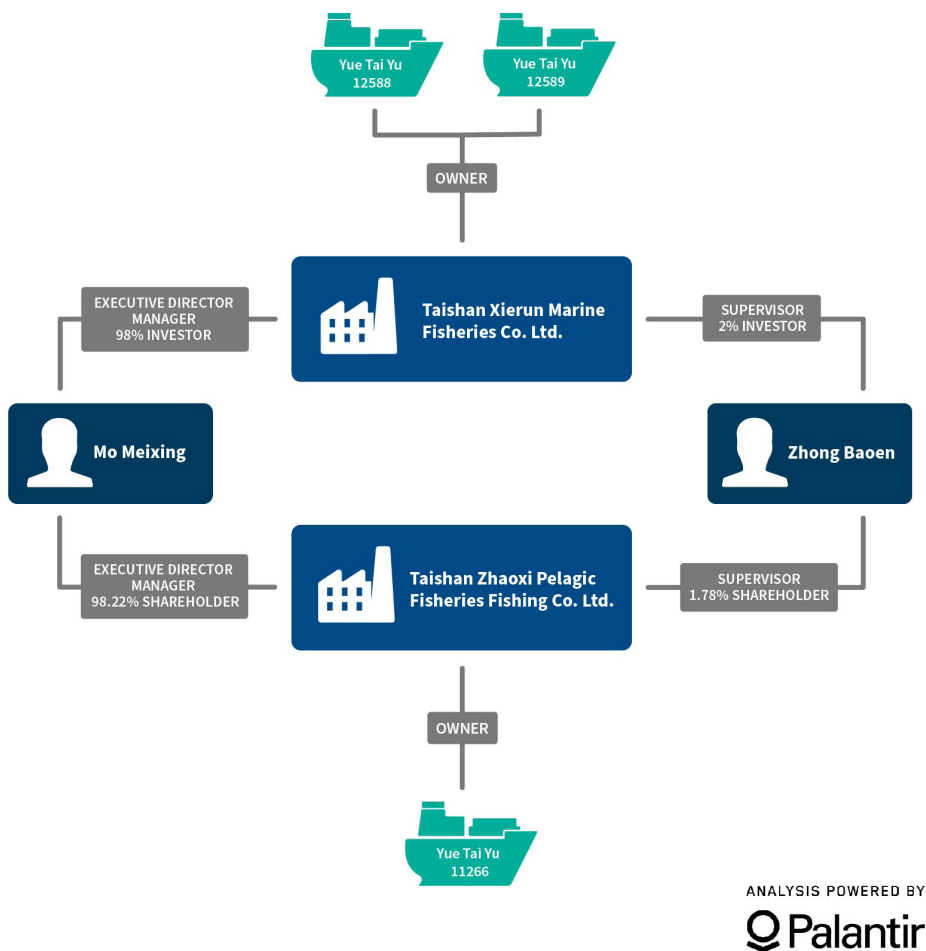 Yue Tai Yu
12588
Yue Tai Yu
12589
OWNER
EXECUTIVE DIRECTOR
MANAGER
98% INVESTOR
Taishan Xierun Marine
Fisheries Co. Ltd.
SUPERVISOR
2% INVESTOR
Mo Meixing
Zhong Baoen
EXECUTIVE DIRECTOR
MANAGER
98.22% SHAREHOLDER
Taishan Zhaoxi Pelagic
Fisheries Fishing Co. Ltd.
SUPERVISOR
1.78% SHAREHOLDER
OWNER
Yue Tai Yu
11266
ANALYSIS POWERED BY
Palantir